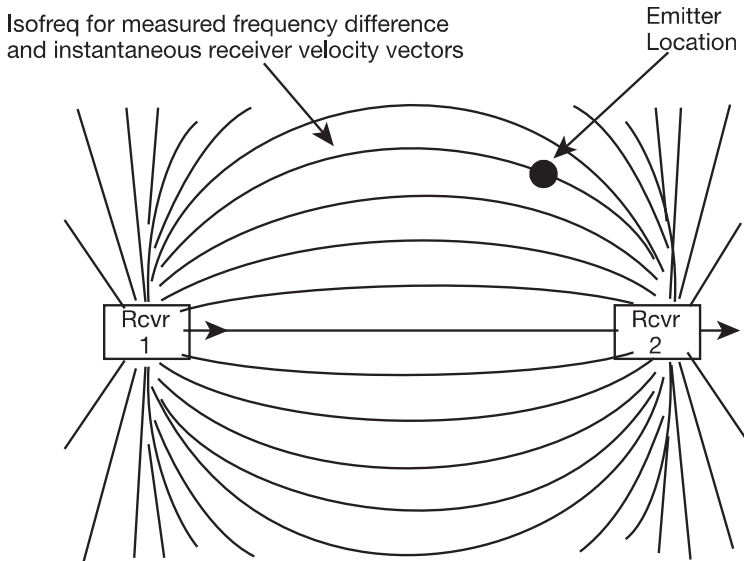 Isofreq for measured frequency difference
and instantaneous receiver velocity vectors
Emitter
Location
Rcvr
1
Rcvr
2